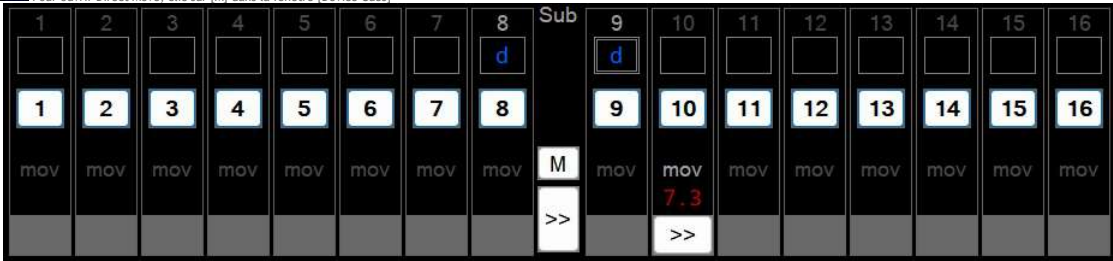 1 2 3 4 5 6 7 8 Sub 9 10 11 12 13 14 15 16
d d
1 2 3 4 5 6 7 8 9 10 11 12 13 14 15 16
mov mov mov mov mov mov mov mov M mov mov mov mov mov mov mov mov
7.3
>> >>